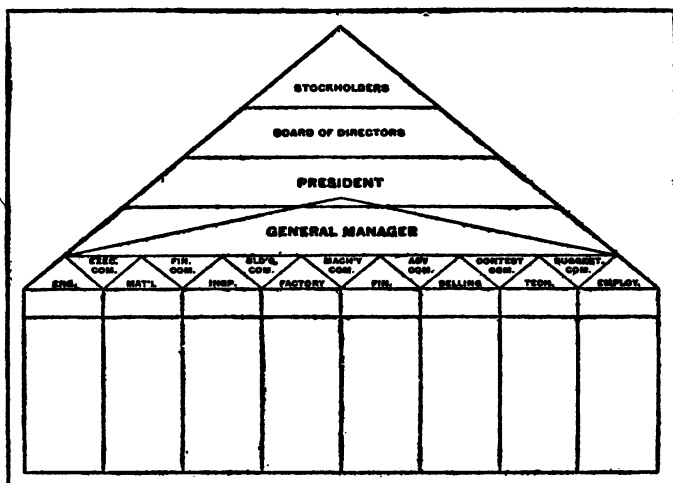 STOCKHOLDERS
BOARD OF DIRECTORS
PRESIDENT
GENERAL MANAGER
EXEC. COM. FIN. COM. BLD'G. COM. MACH'Y COM. ADV COM. CONTEST COM. SUGGEST. COM.
ENG. MAT'L INSP. FACTORY FIN. SELLING TECH. EMPLOY.